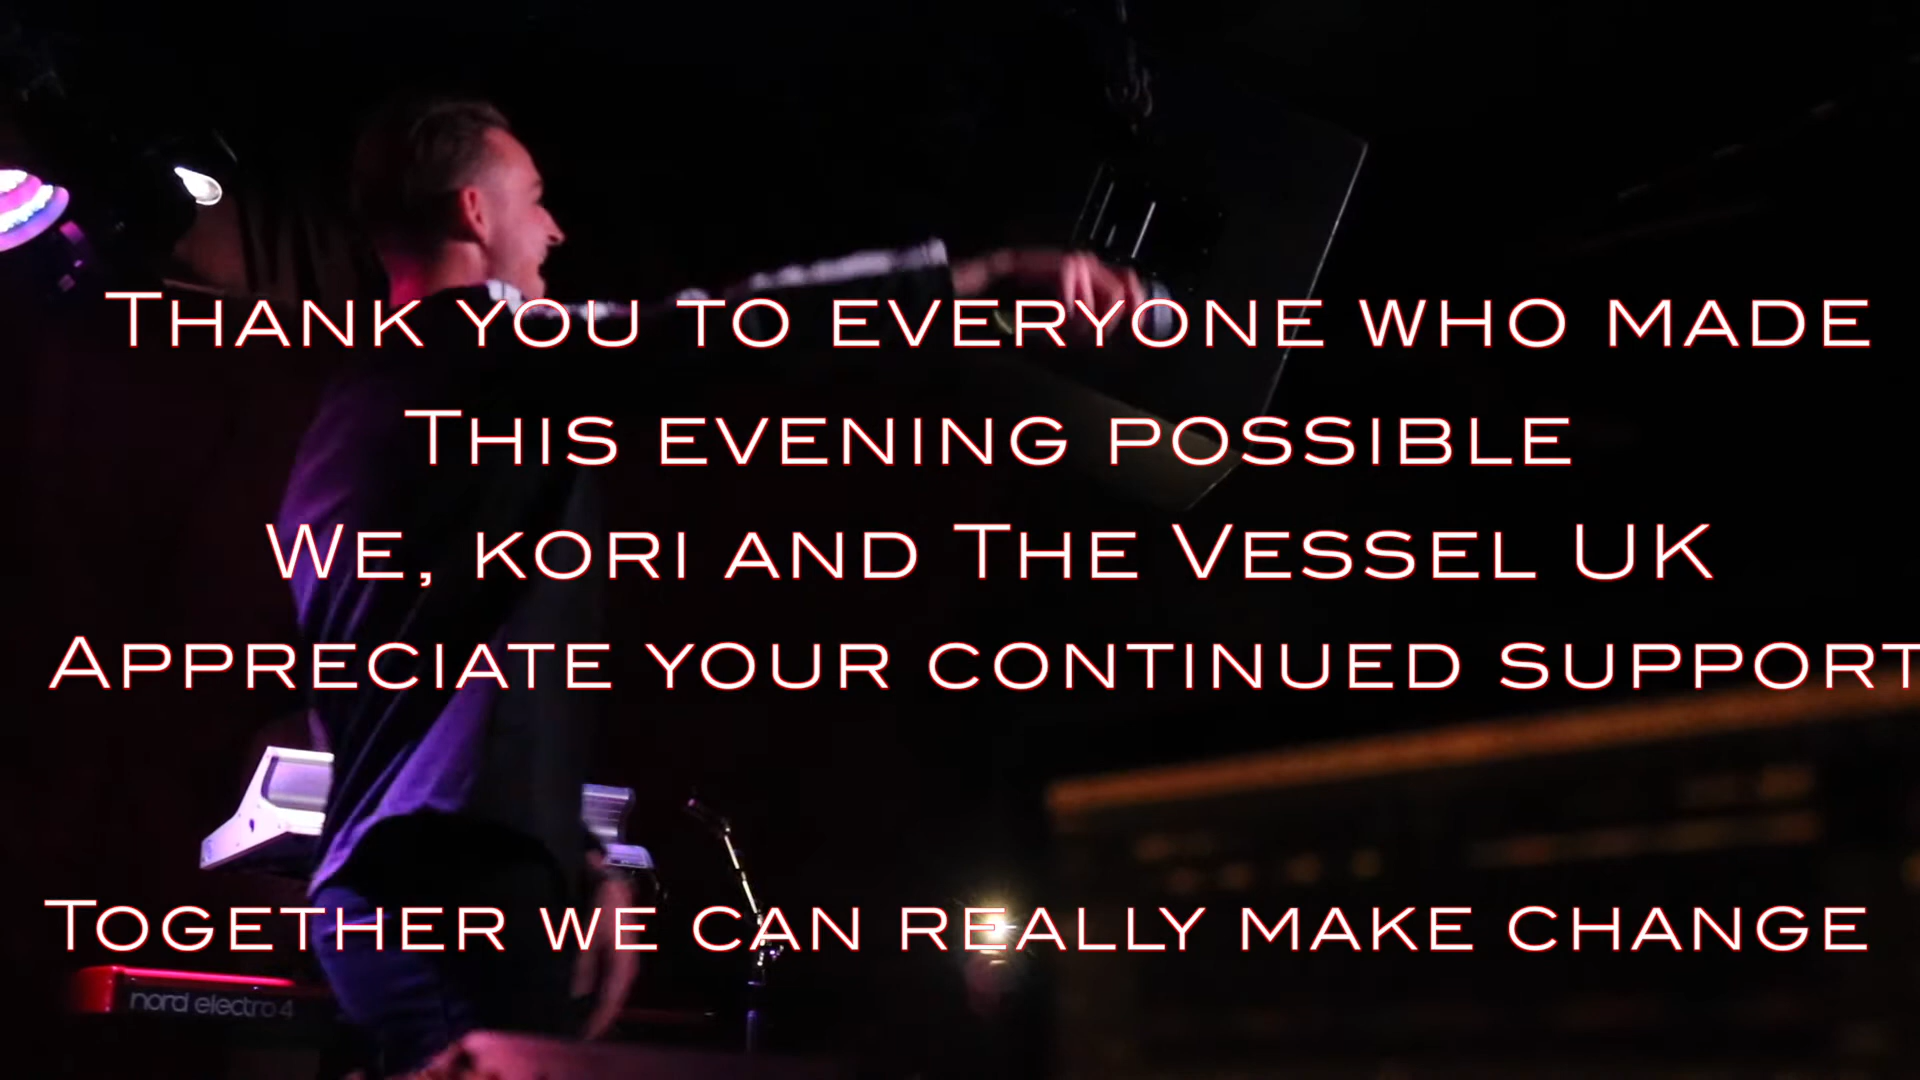 Thank you to everyone who made
This evening possible
We, kori and The Vessel UK
Appreciate your continued support
Together we can really make change
nord electro 4